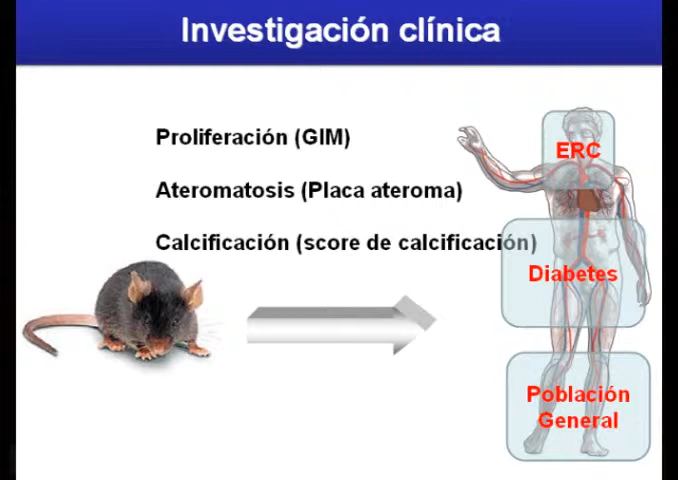 Investigación clínica
Proliferación (GIM)
Ateromatosis (Placa ateroma)
Calcificación (score de calcificación)
ERC
Diabetes
Población
General